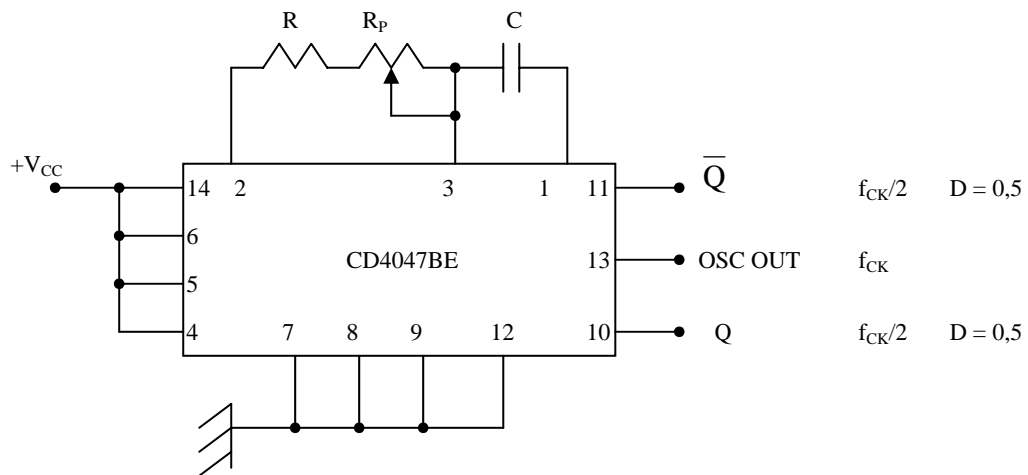 R R_P C
+V_CC
14 2 3 1 11 Q̅ f_CK/2 D = 0,5
6
CD4047BE 13 OSC OUT f_CK
5
4 7 8 9 12 10 Q f_CK/2 D = 0,5